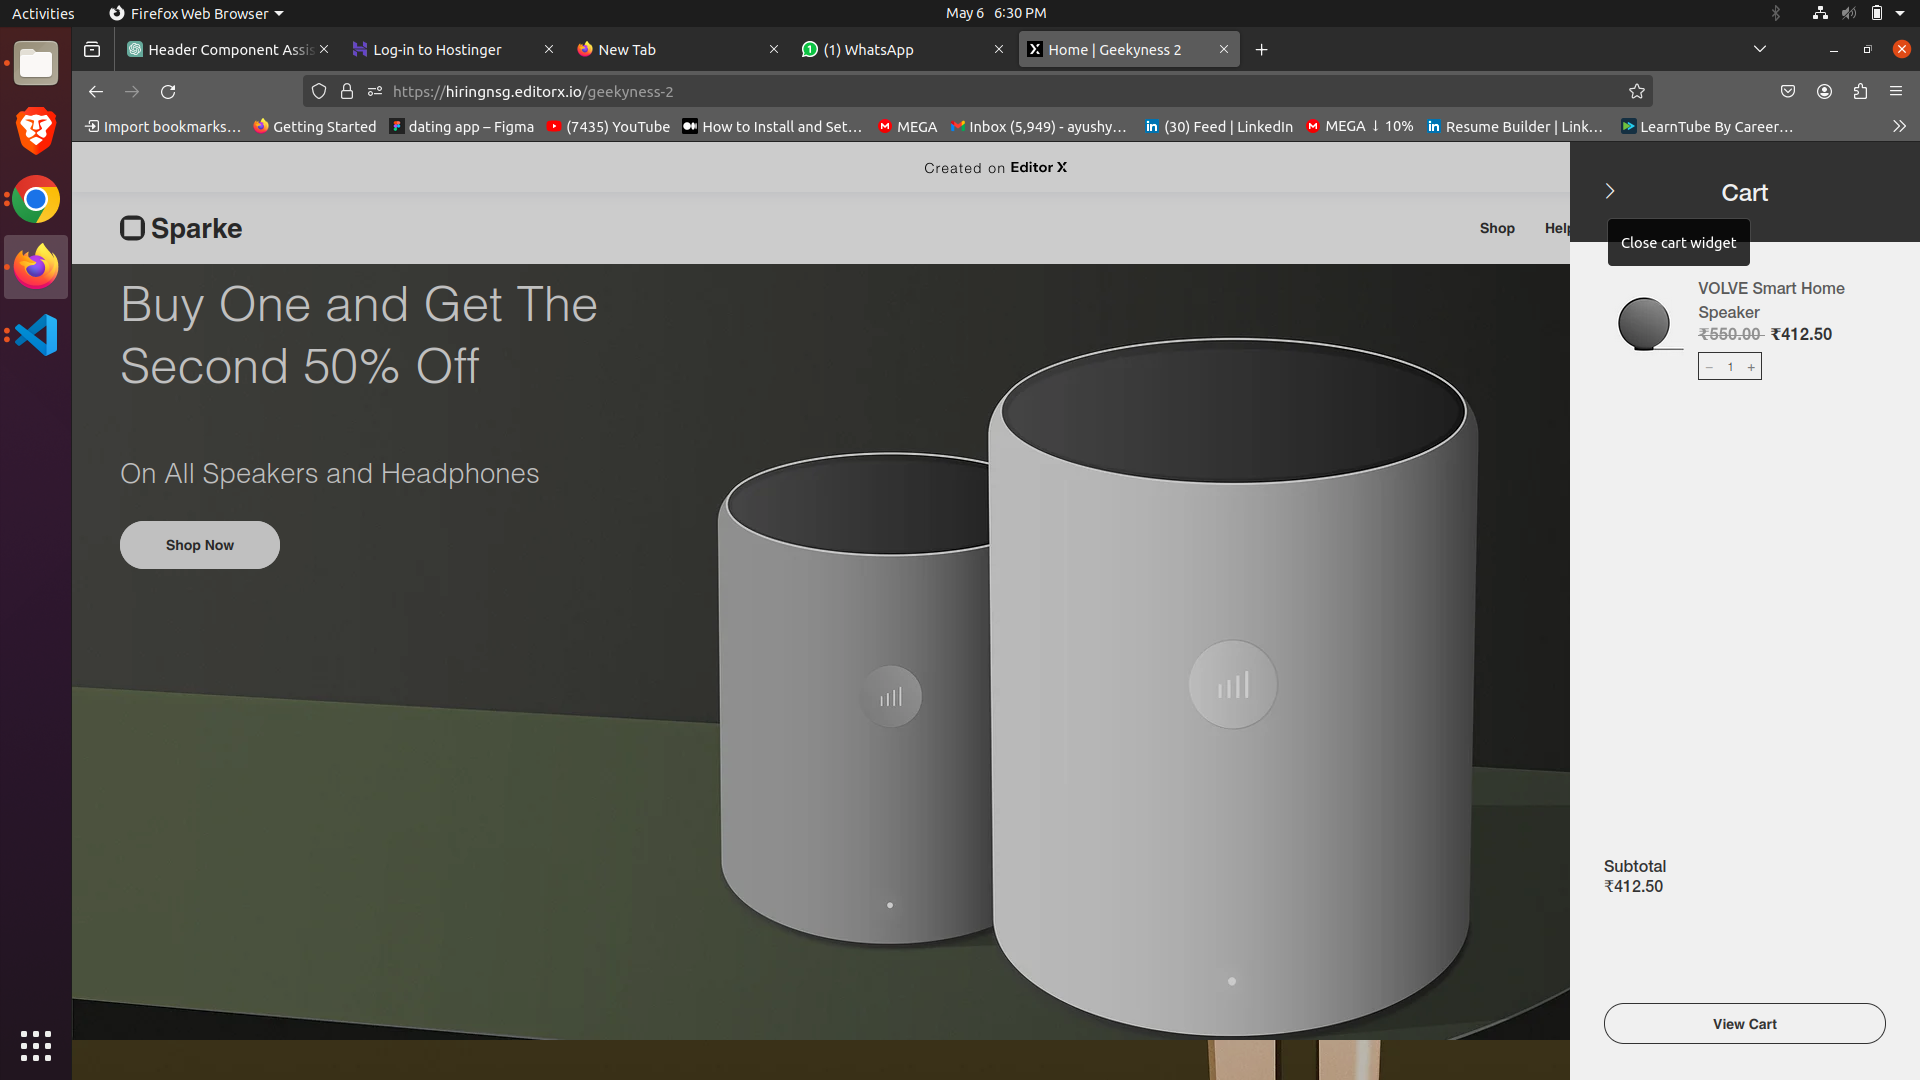 Activities
Firefox Web Browser
May 6 6:30 PM
Header Component Assis
Log-in to Hostinger
New Tab
(1) WhatsApp
Home | Geekyness 2
https://hiringnsg.editorx.io/geekyness-2
Import bookmarks…
Getting Started
dating app – Figma
(7435) YouTube
How to Install and Set…
MEGA
Inbox (5,949) - ayushy…
(30) Feed | LinkedIn
MEGA ↓ 10%
Resume Builder | Link…
LearnTube By Career…
Created on Editor X
Sparke
Shop
Help
Buy One and Get The
Second 50% Off
On All Speakers and Headphones
Shop Now
Cart
Close cart widget
VOLVE Smart Home
Speaker
₹550.00 ₹412.50
− 1 +
Subtotal
₹412.50
View Cart